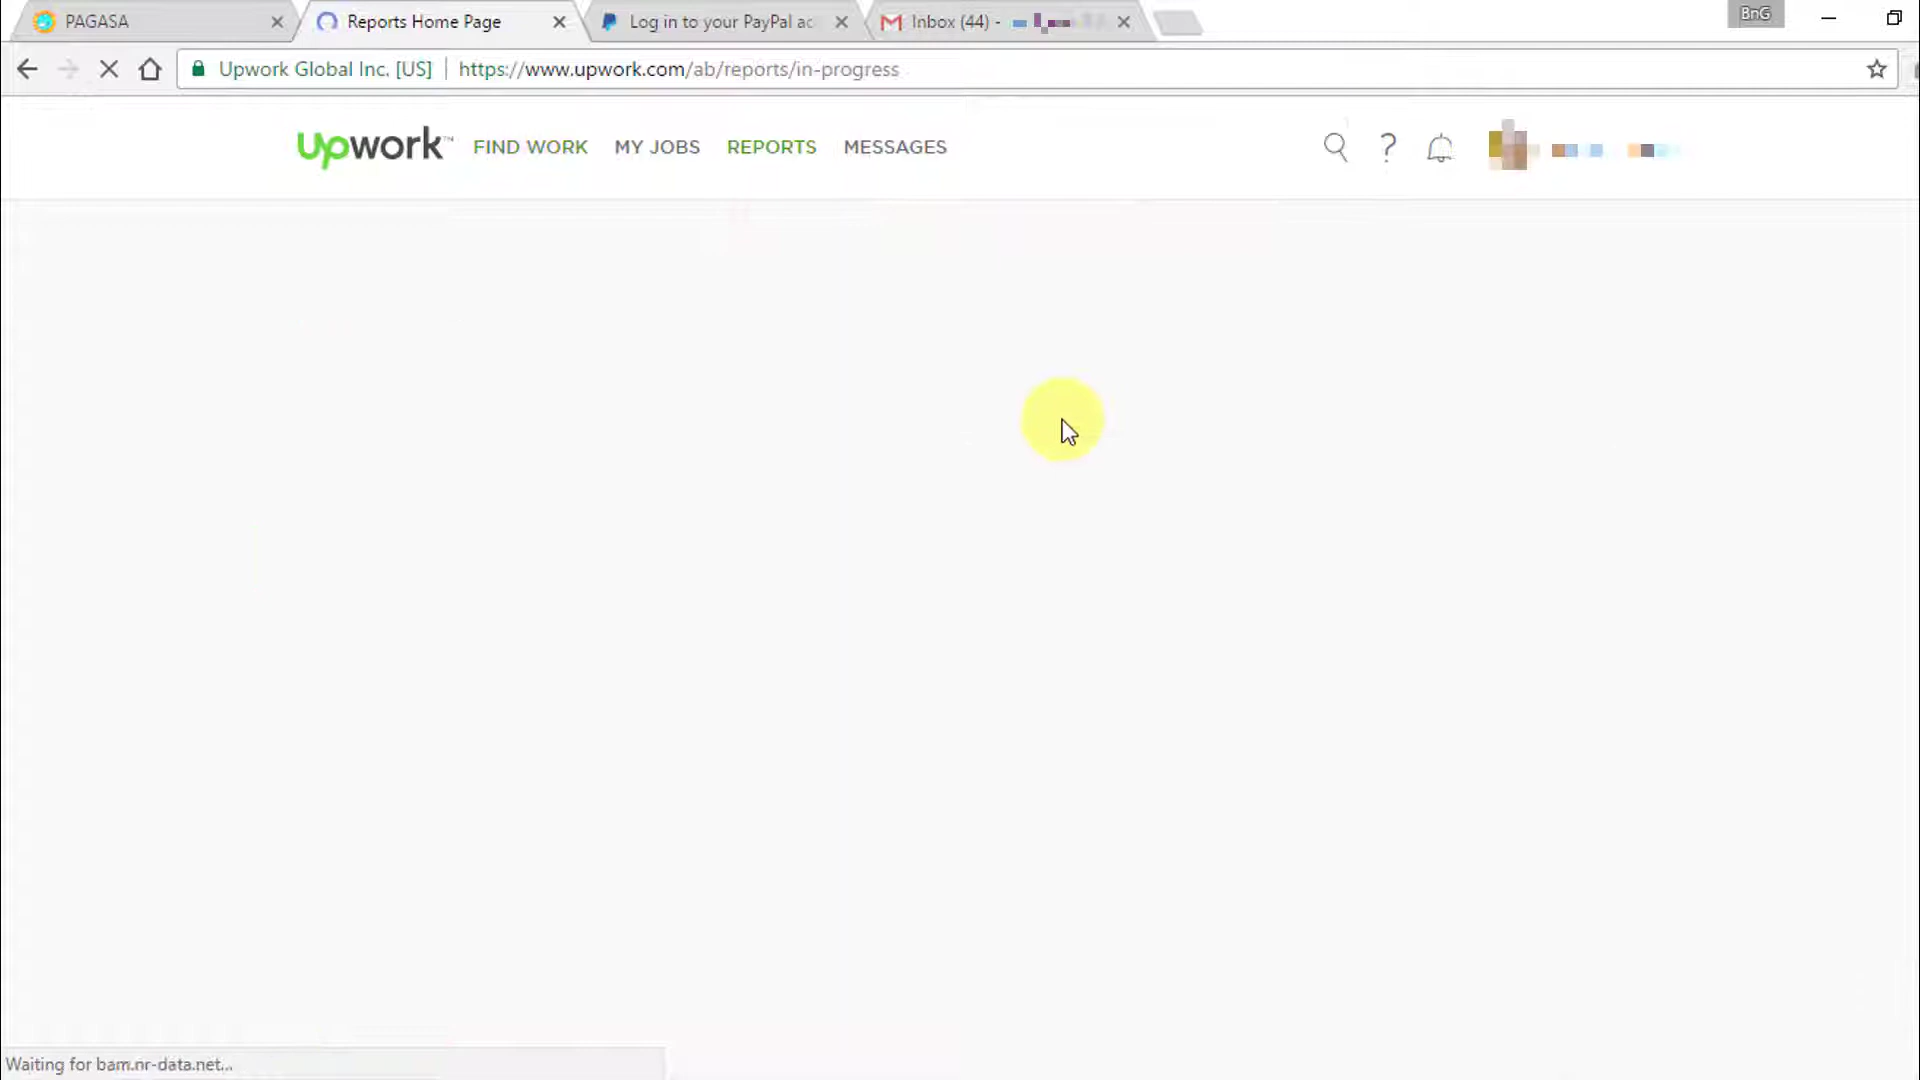 PAGASA
Reports Home Page
Log in to your PayPal ac
Inbox (44) -
BnG
Upwork Global Inc. [US] https://www.upwork.com/ab/reports/in-progress
Upwork™ FIND WORK MY JOBS REPORTS MESSAGES ?
Waiting for bam.nr-data.net...